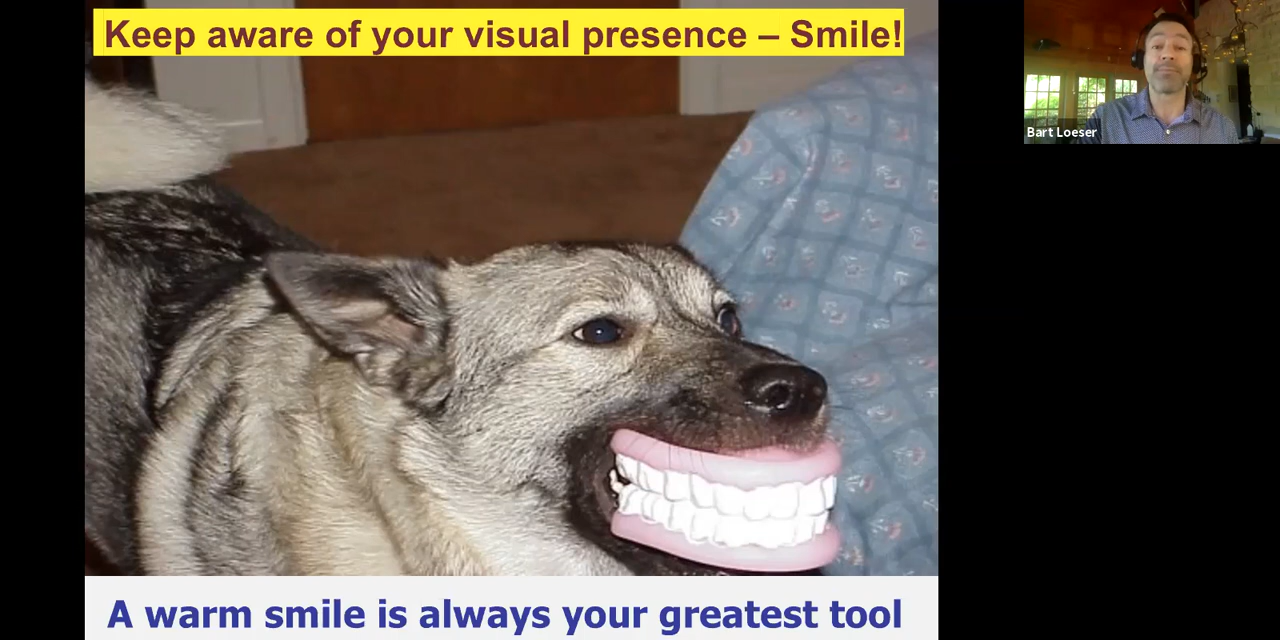 Keep aware of your visual presence – Smile!
Bart Loeser
A warm smile is always your greatest tool